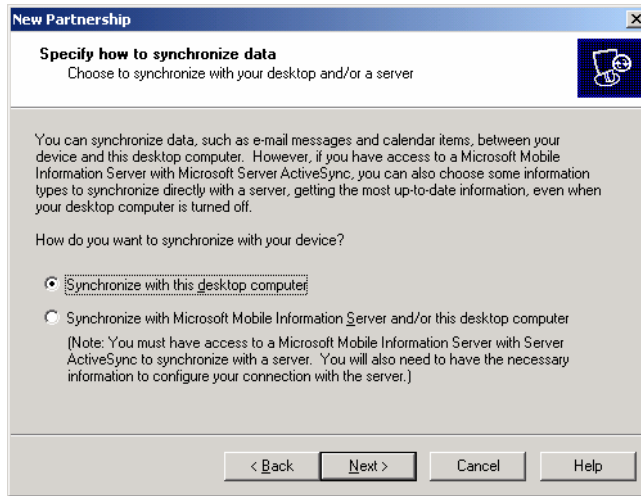 New Partnership
Specify how to synchronize data
Choose to synchronize with your desktop and/or a server
You can synchronize data, such as e-mail messages and calendar items, between your
device and this desktop computer.  However, if you have access to a Microsoft Mobile
Information Server with Microsoft Server ActiveSync, you can also choose some information
types to synchronize directly with a server, getting the most up-to-date information, even when
your desktop computer is turned off.
How do you want to synchronize with your device?
Synchronize with this desktop computer
Synchronize with Microsoft Mobile Information Server and/or this desktop computer
(Note: You must have access to a Microsoft Mobile Information Server with Server
ActiveSync to synchronize with a server.  You will also need to have the necessary
information to configure your connection with the server.)
< Back
Next >
Cancel
Help